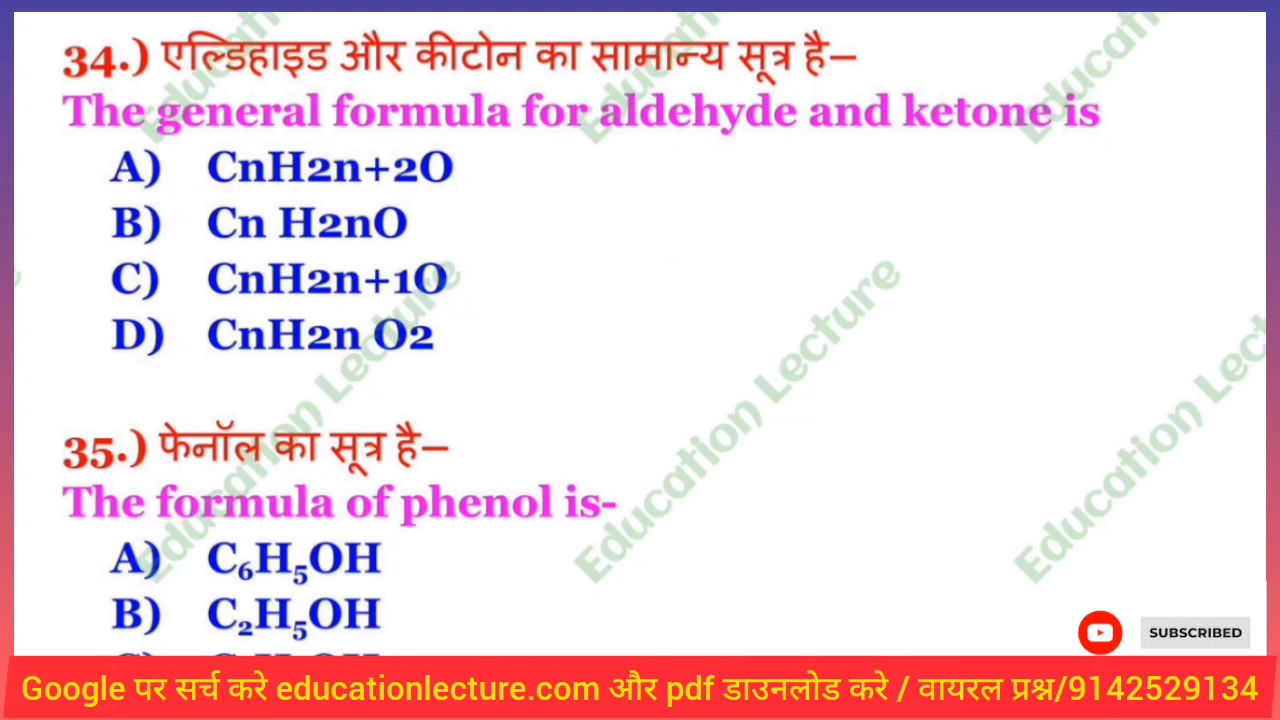 34.) एल्डिहाइड और कीटोन का सामान्य सूत्र है–
The general formula for aldehyde and ketone is
A) CnH2n+2O
B) Cn H2nO
C) CnH2n+1O
D) CnH2n O2
35.) फेनॉल का सूत्र है–
The formula of phenol is-
A) C₆H₅OH
B) C₂H₅OH
SUBSCRIBED
Google पर सर्च करे educationlecture.com और pdf डाउनलोड करे / वायरल प्रश्न/9142529134
Education Lecture